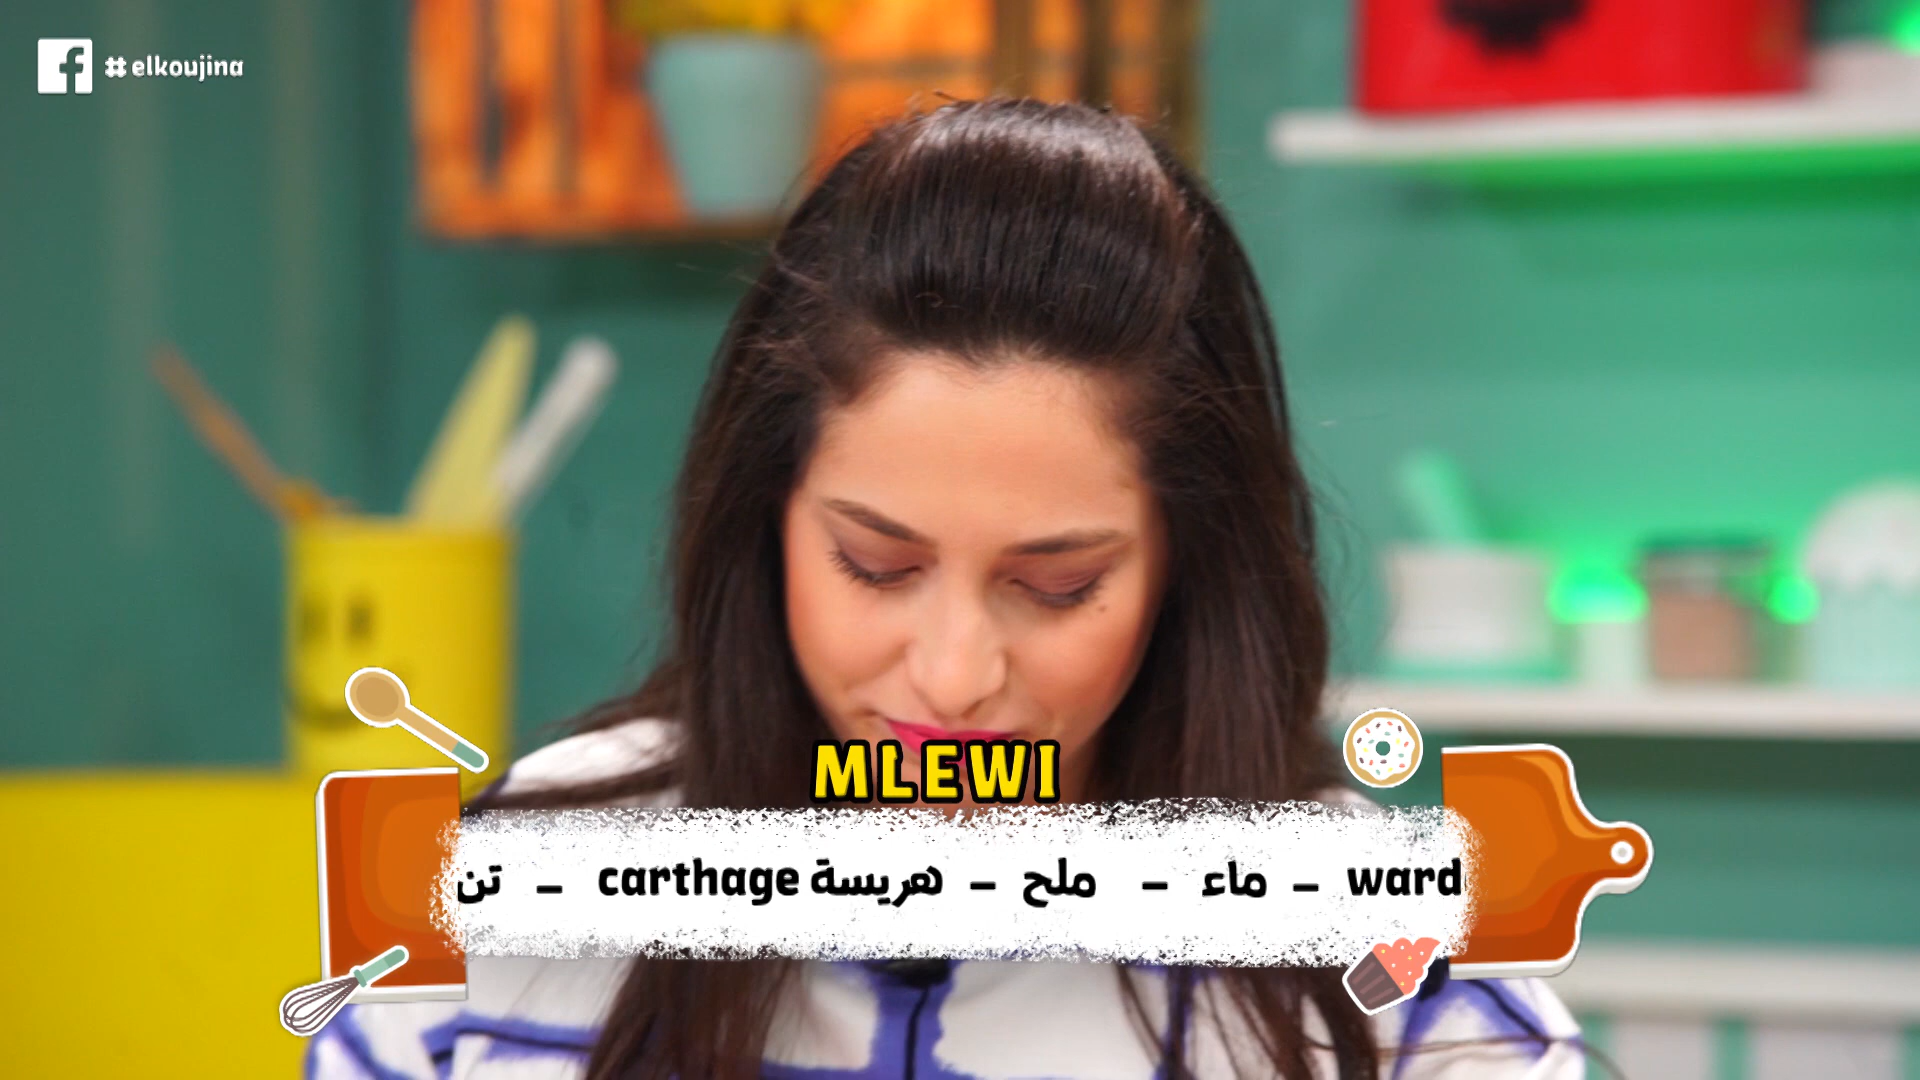 #elkoujina
MLEWI
ward – ماء – ملح – هريسة carthage – تن